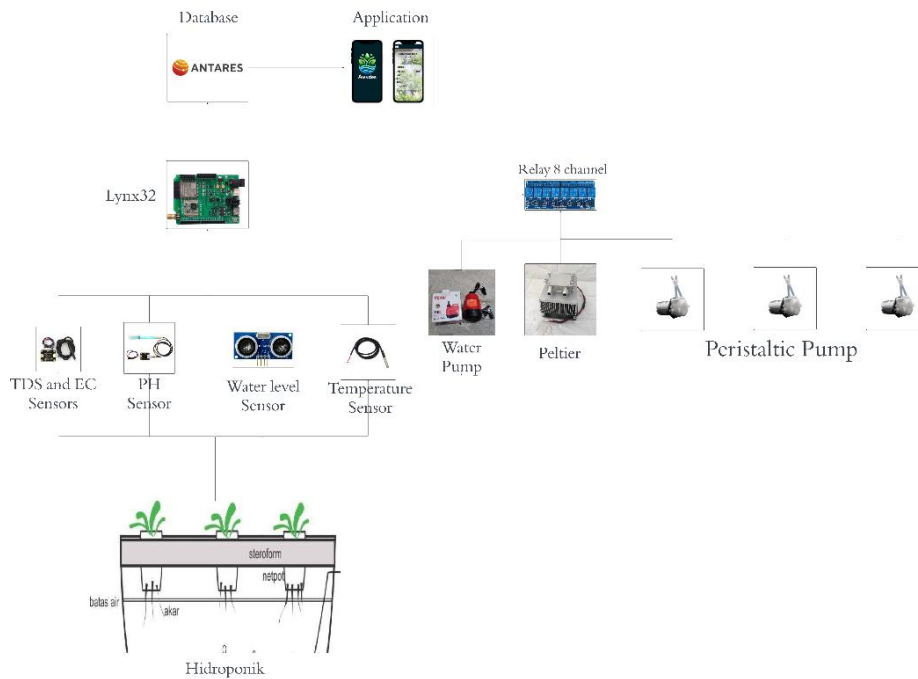 Database
Application
ANTARES
Relay 8 channel
Lynx32
TDS and EC
Sensors
PH
Sensor
Water level
Sensor
Temperature
Sensor
Water
Pump
Peltier
Peristaltic Pump
steroform
netpot
batas air
akar
Hidroponik